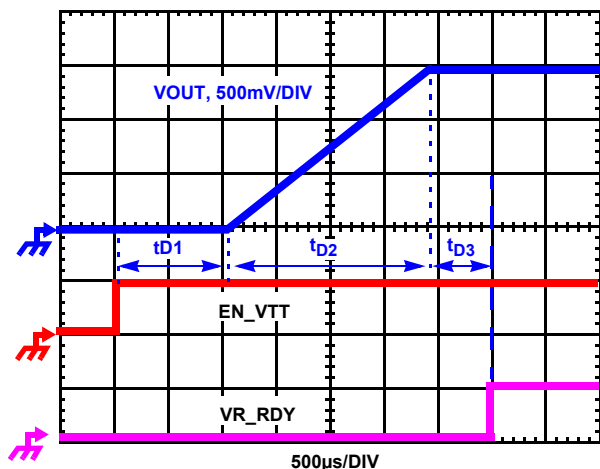 VOUT, 500mV/DIV
tD1
tD2
tD3
EN_VTT
VR_RDY
500µs/DIV